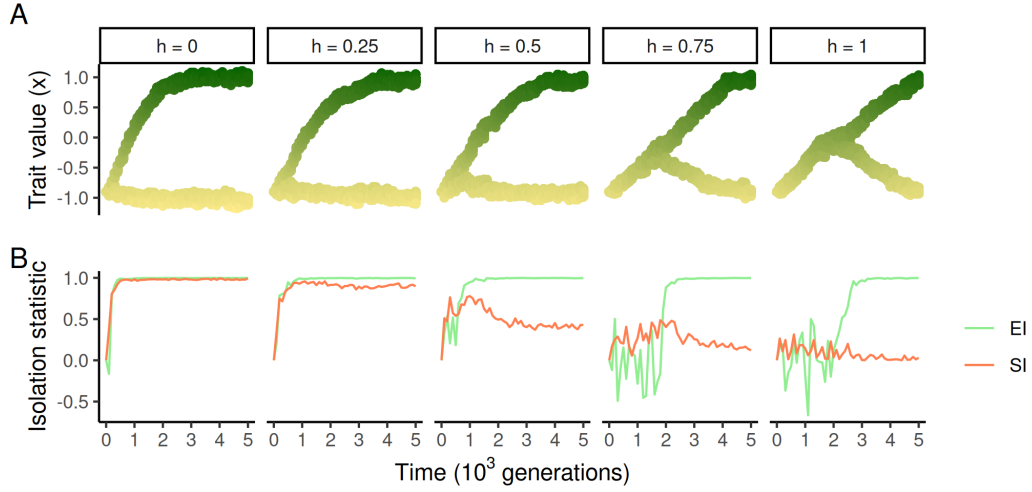 A
h = 0 h = 0.25 h = 0.5 h = 0.75 h = 1
Trait value (x)
1.0
0.5
0.0
-0.5
-1.0
B
Isolation statistic
1.0
0.5
0.0
-0.5
EI
SI
0 1 2 3 4 5 0 1 2 3 4 5 0 1 2 3 4 5 0 1 2 3 4 5 0 1 2 3 4 5
Time (10³ generations)